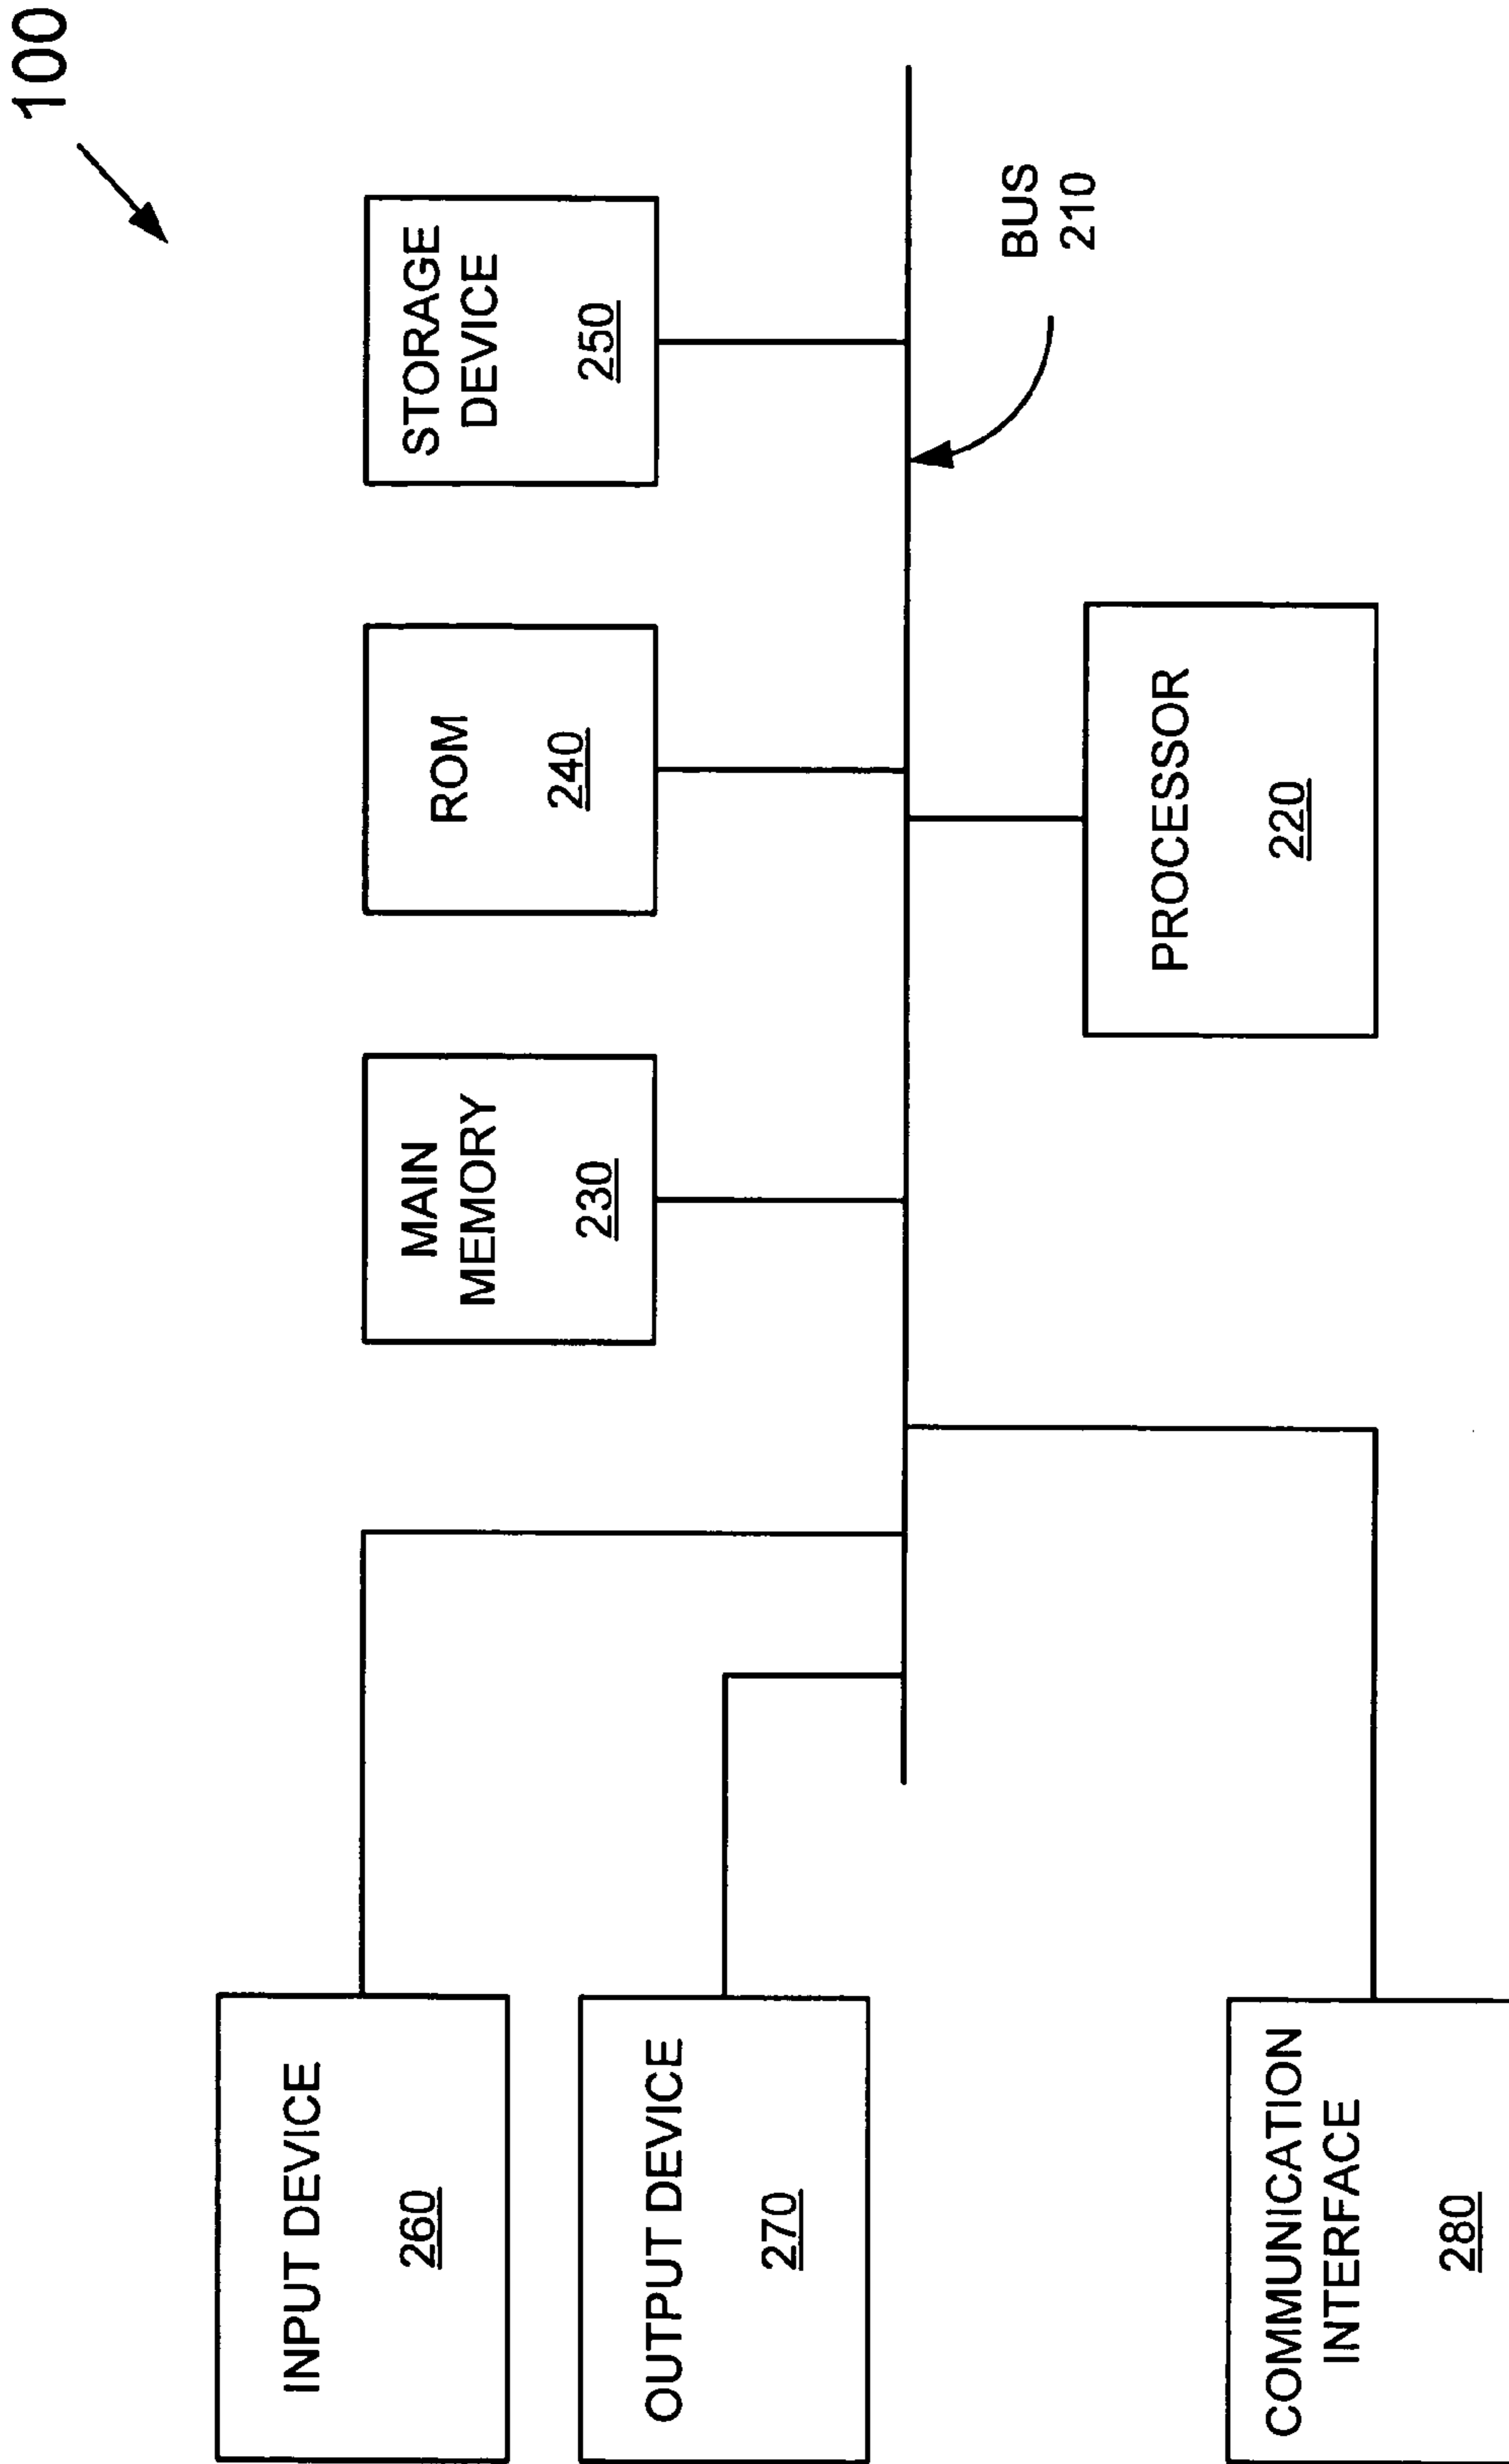 100
INPUT DEVICE
260
MAIN
MEMORY
230
ROM
240
STORAGE
DEVICE
250
OUTPUT DEVICE
270
BUS
210
PROCESSOR
220
COMMUNICATION
INTERFACE
280